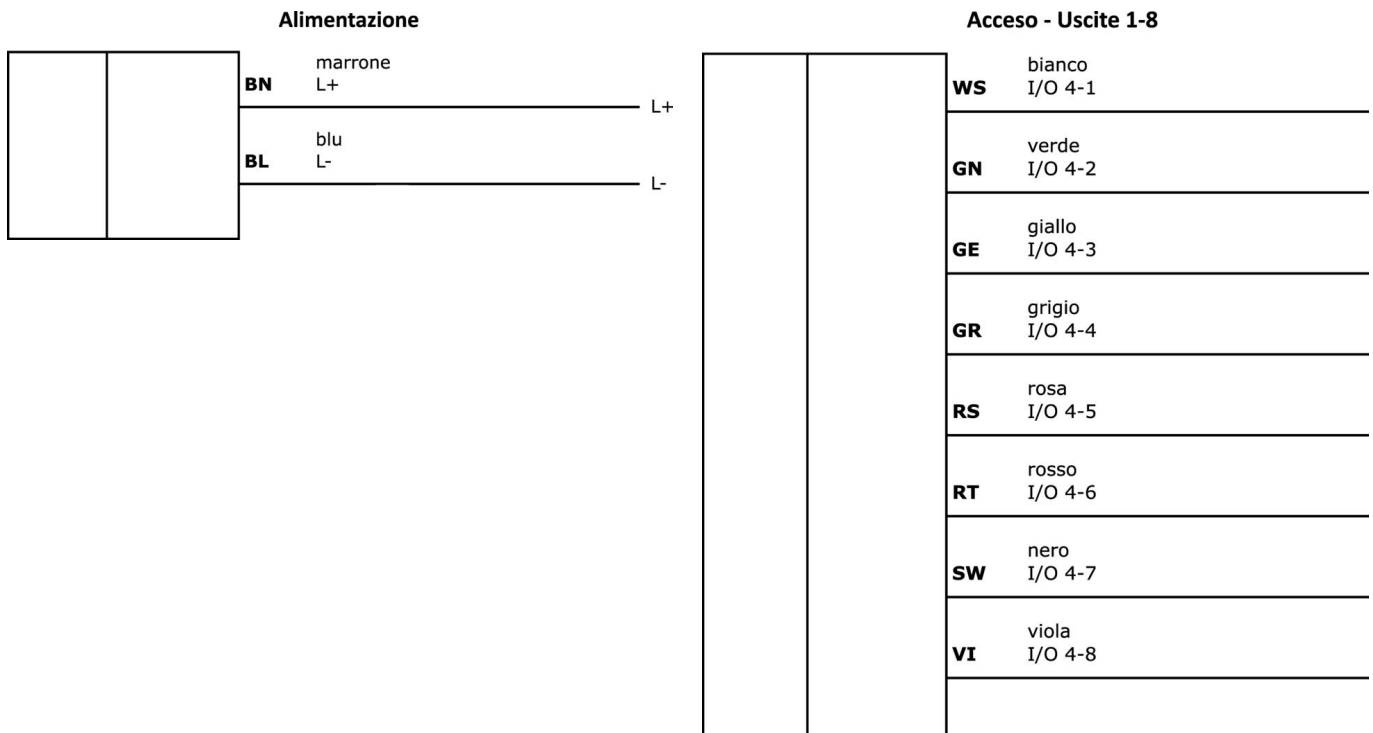 Alimentazione
marrone
BN L+
L+
blu
BL L-
L-
Acceso - Uscite 1-8
bianco
WS I/O 4-1
verde
GN I/O 4-2
giallo
GE I/O 4-3
grigio
GR I/O 4-4
rosa
RS I/O 4-5
rosso
RT I/O 4-6
nero
SW I/O 4-7
viola
VI I/O 4-8